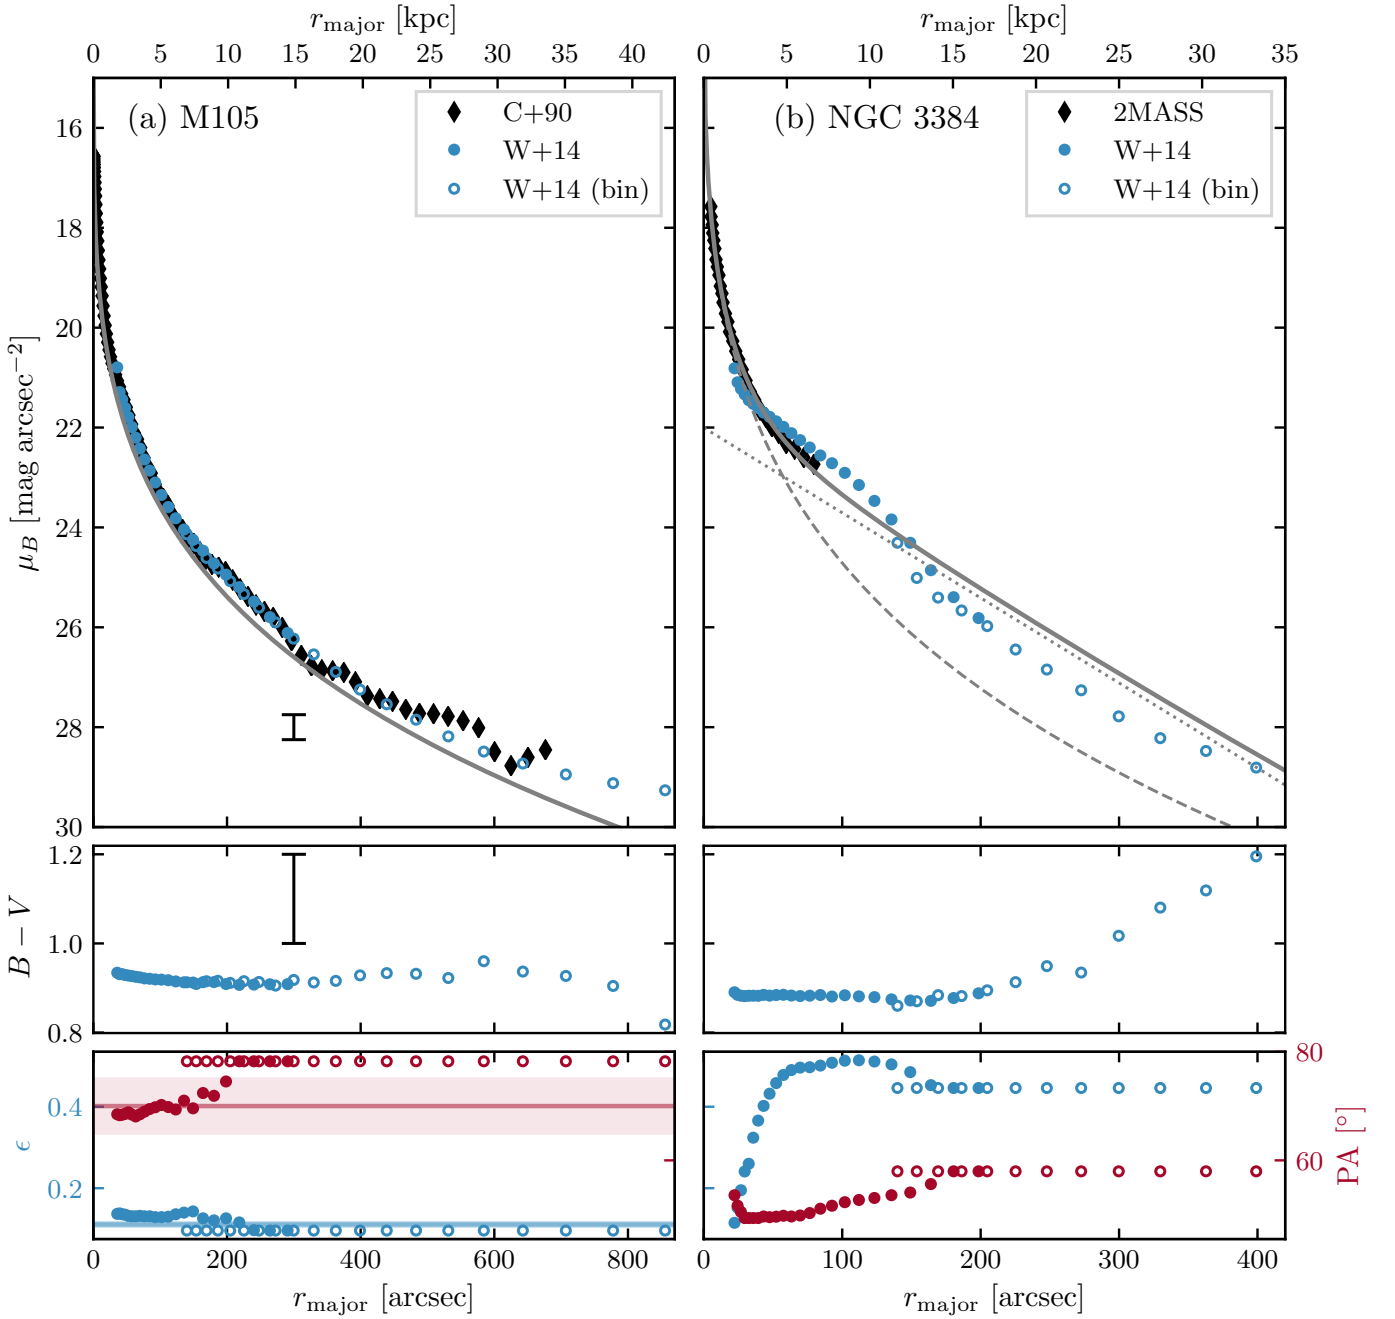 r_major [kpc]
r_major [kpc]
0 5 10 15 20 25 30 35 40
0 5 10 15 20 25 30 35
(a) M105
C+90
W+14
W+14 (bin)
(b) NGC 3384
2MASS
W+14
W+14 (bin)
16
18
20
22
24
26
28
30
μ_B [mag arcsec⁻²]
1.2
1.0
0.8
B − V
0.4
0.2
ϵ
80
60
PA [°]
0 200 400 600 800
0 100 200 300 400
r_major [arcsec]
r_major [arcsec]